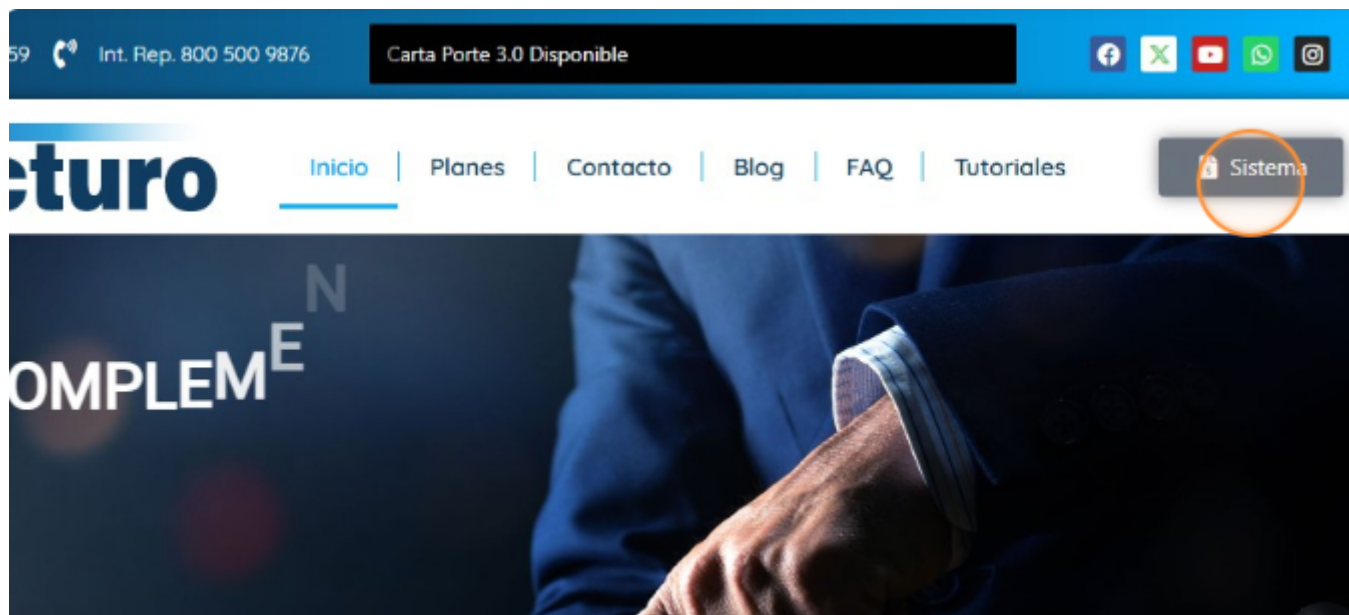 59 Int. Rep. 800 500 9876 Carta Porte 3.0 Disponible
cturo Inicio Planes Contacto Blog FAQ Tutoriales Sistema
OMPLEMEN